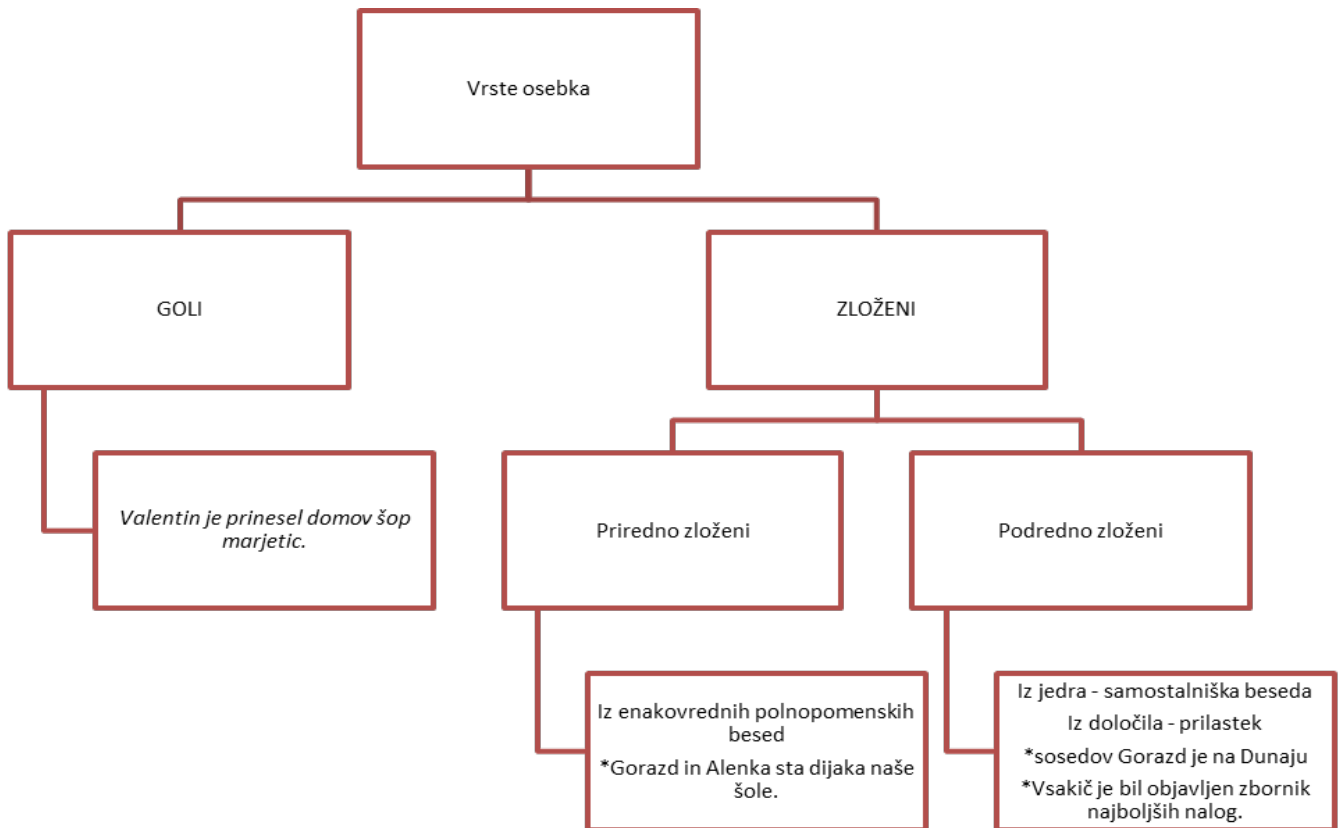 Vrste osebka
GOLI
ZLOŽENI
Valentin je prinesel domov šop
marjetic.
Priredno zloženi
Podredno zloženi
Iz enakovrednih polnopomenskih
besed
*Gorazd in Alenka sta dijaka naše
šole.
Iz jedra - samostalniška beseda
Iz določila - prilastek
*sosedov Gorazd je na Dunaju
*Vsakič je bil objavljen zbornik
najboljših nalog.